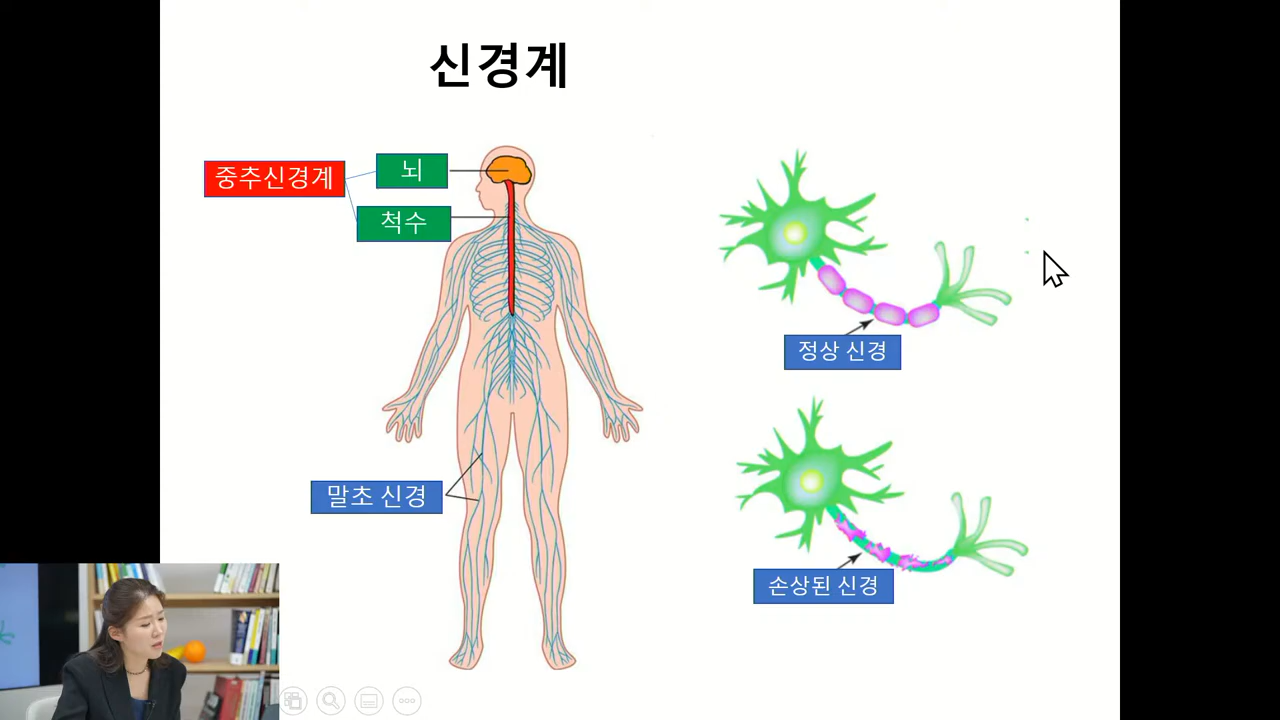 신경계
중추신경계
뇌
척수
정상 신경
말초 신경
손상된 신경